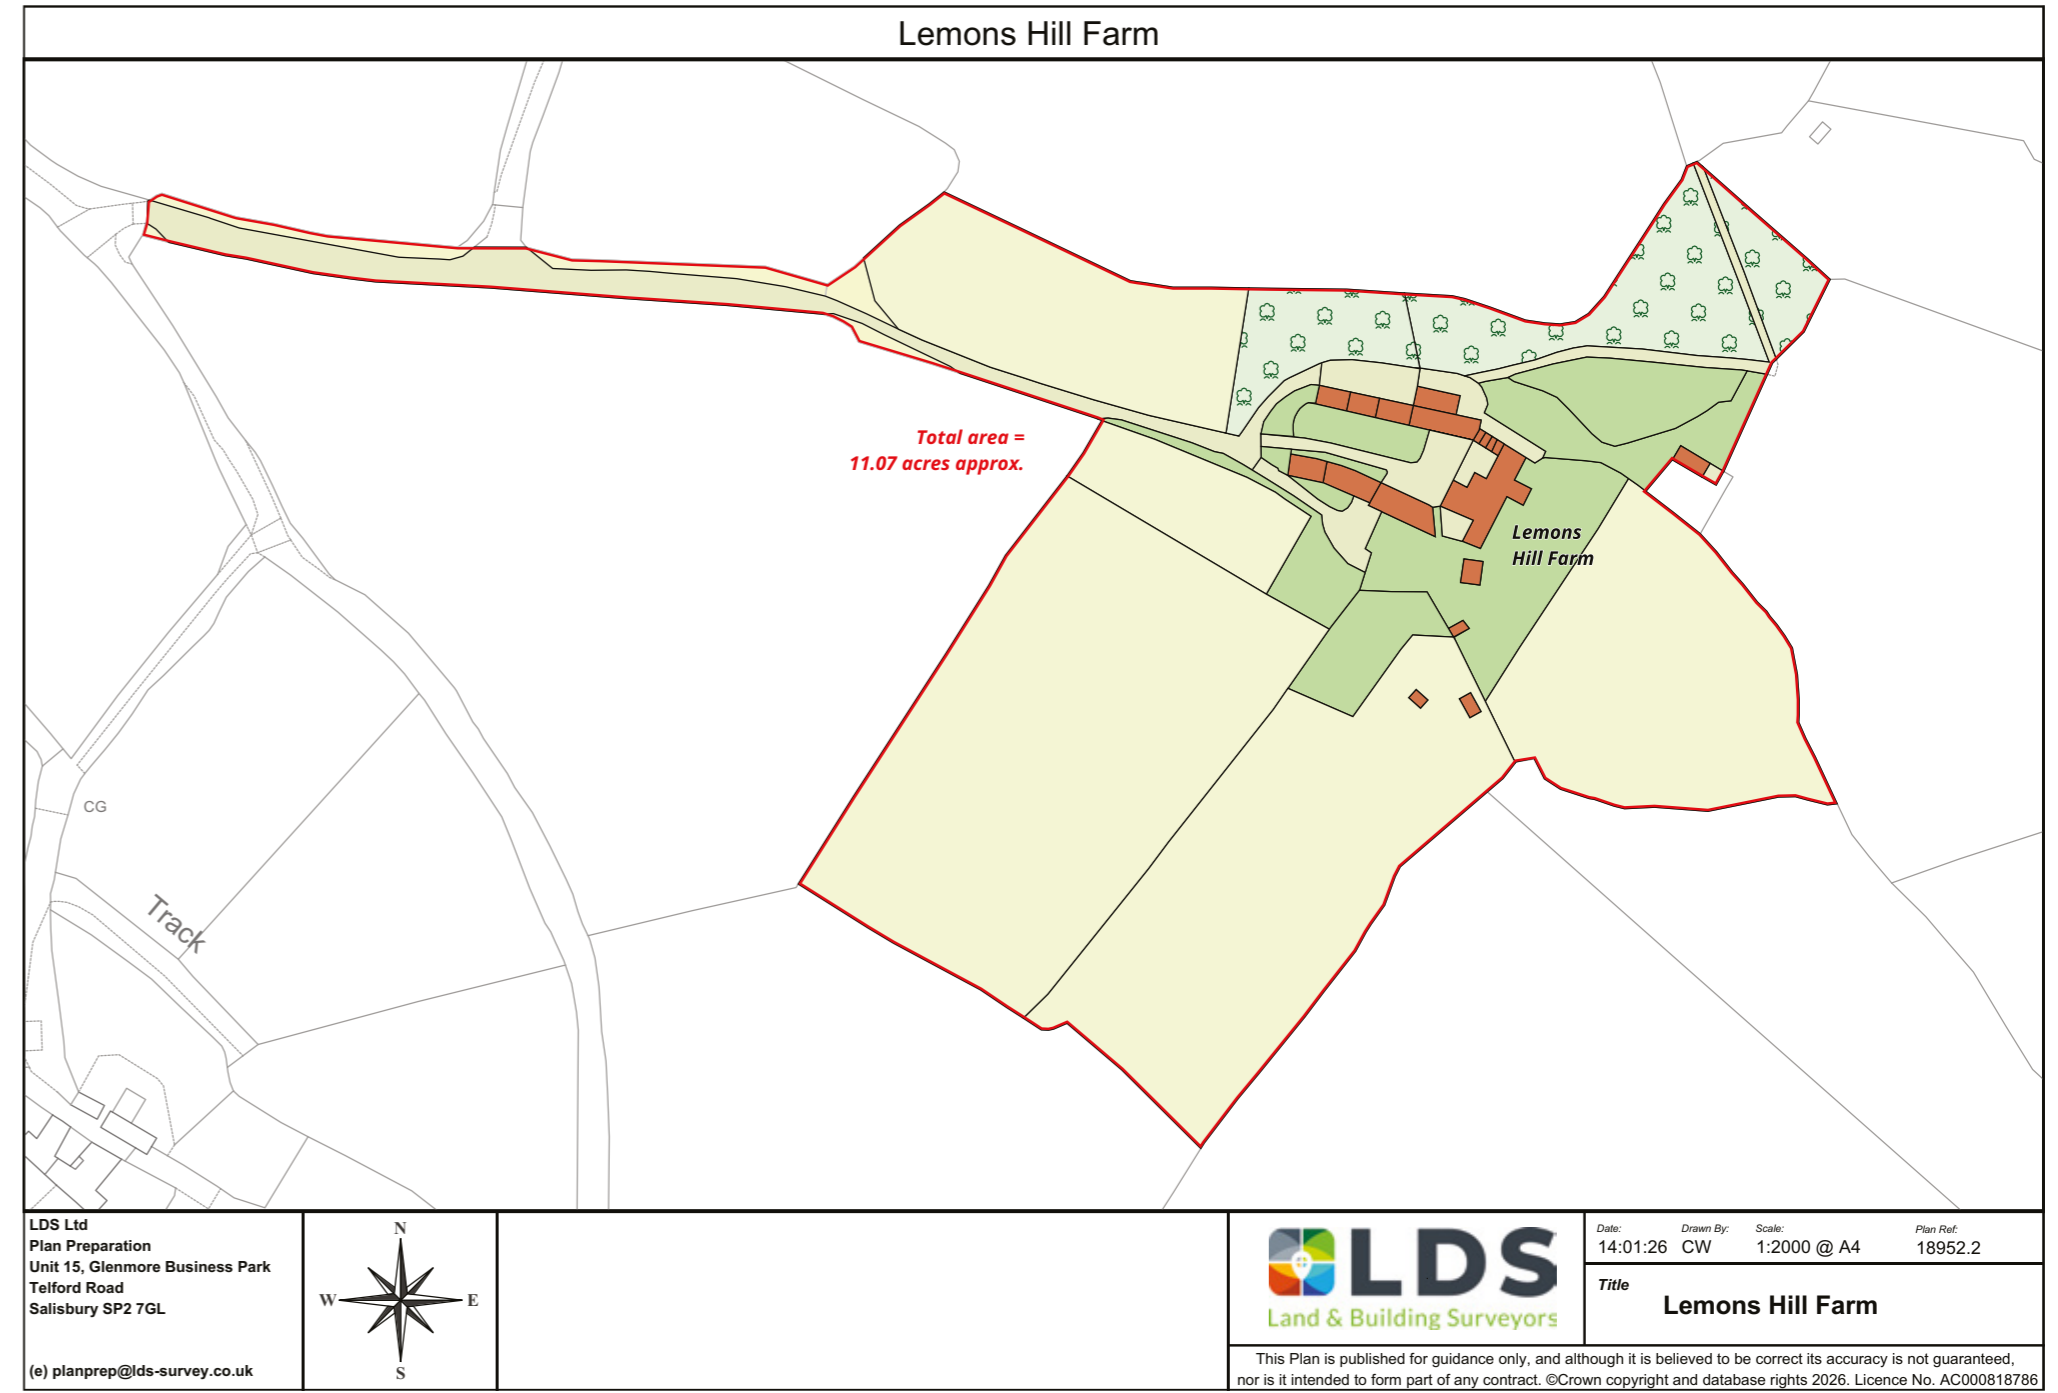 Lemons Hill Farm
Total area =
11.07 acres approx.
Lemons
Hill Farm
CG
Track
LDS Ltd
Plan Preparation
Unit 15, Glenmore Business Park
Telford Road
Salisbury SP2 7GL
(e) planprep@lds-survey.co.uk
N
W
E
S
LDS
Land & Building Surveyors
Date:
Drawn By:
Scale:
Plan Ref:
14:01:26
CW
1:2000 @ A4
18952.2
Title
Lemons Hill Farm
This Plan is published for guidance only, and although it is believed to be correct its accuracy is not guaranteed,
nor is it intended to form part of any contract. ©Crown copyright and database rights 2026. Licence No. AC000818786